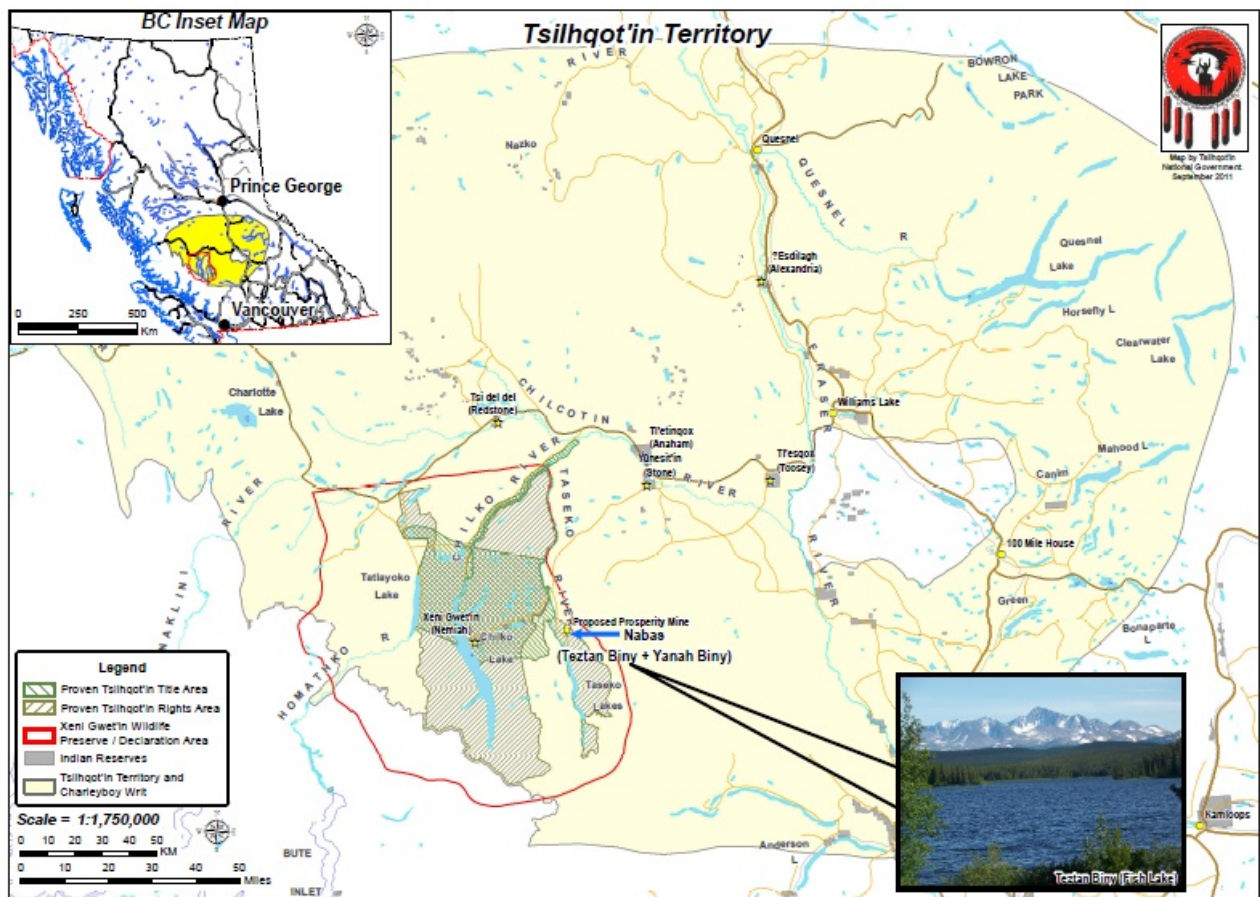 BC Inset Map
Prince George
Vancouver
0 250 500
Km
Tsilhqot'in Territory
Map by Tsilhqot'in
National Government.
September 2011
RIVER
BOWRON
LAKE
PARK
Nazko
Quesnel
QUESNEL
R
Quesnel
Lake
?Esdilagh
(Alexandria)
Horsefly L
Clearwater
Lake
FRASER
RIVER
Charlotte
Lake
Tsi del del
(Redstone)
CHILCOTIN
RIVER
Williams Lake
Tl'etinqox
(Anaham)
Yunesit'in
(Stone)
Tl'esqox
(Toosey)
Mahood L
Canim
CHILKO RIVER
TASEKO
RIVER
RIVER
100 Mile House
Tatlayoko
Lake
Green
Xeni Gwet'in
(Nemiah)
Chilko
Lake
Proposed Prosperity Mine
Nabas
(Teztan Biny + Yanah Biny)
Bonaparte
L
NAKLINI
HOMATHKO
R
Taseko
Lakes
Legend
Proven Tsilhqot'in Title Area
Proven Tsilhqot'in Rights Area
Xeni Gwet'in Wildlife
Preserve / Declaration Area
Indian Reserves
Tsilhqot'in Territory and
Charleyboy Writ
Scale = 1:1,750,000
0 10 20 30 40 50
KM
0 10 20 30 40 50
Miles
BUTE
INLET
Anderson
L
Kamloops
Teztan Biny (Fish Lake)